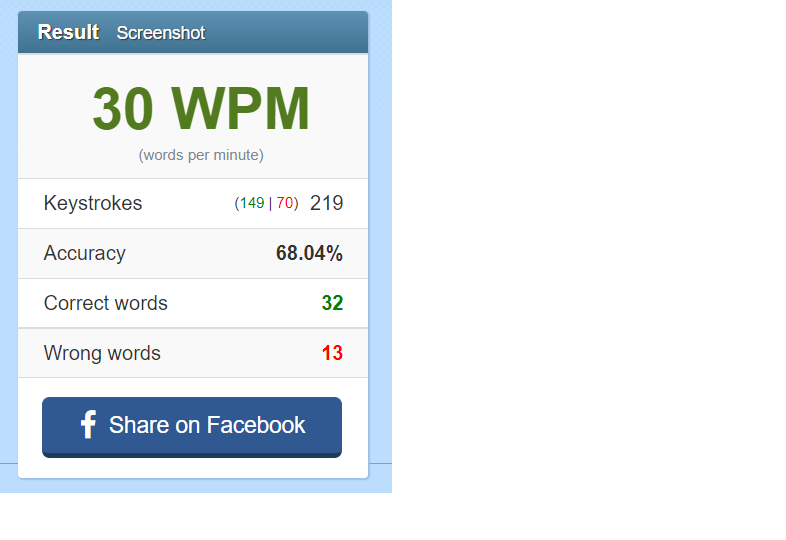 Result Screenshot
30 WPM
(words per minute)
Keystrokes (149 | 70) 219
Accuracy 68.04%
Correct words 32
Wrong words 13
Share on Facebook